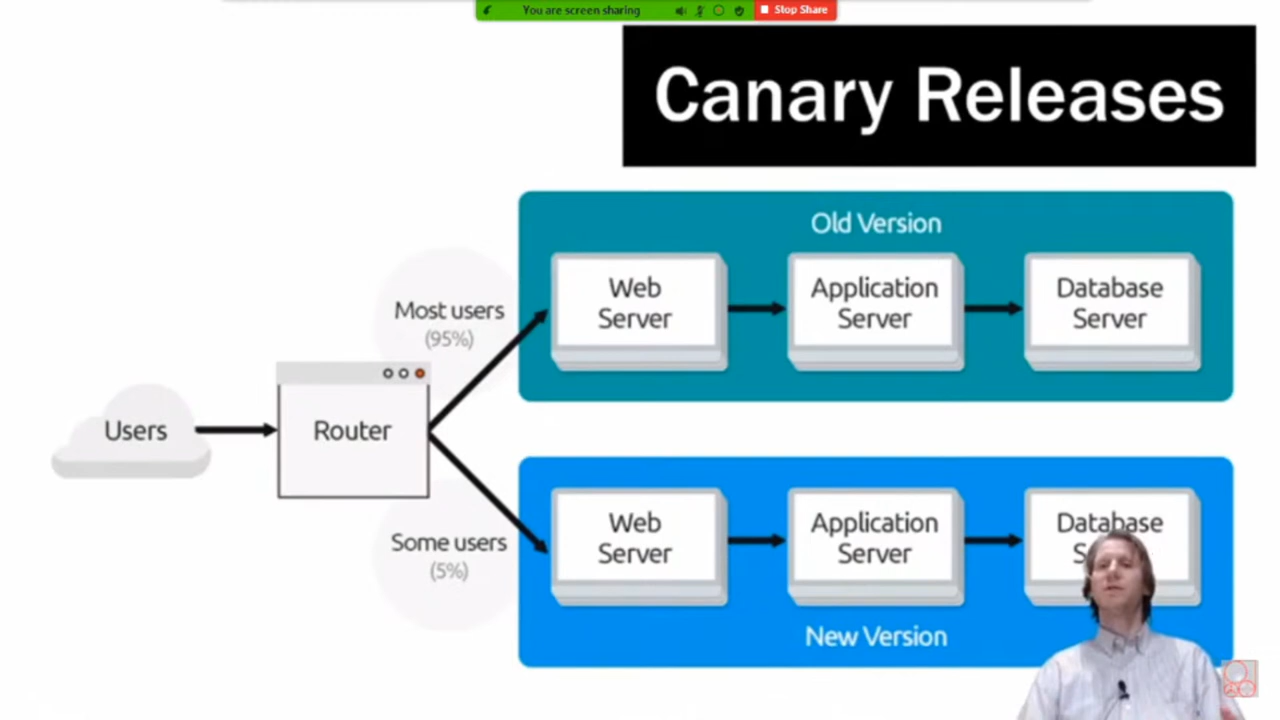 You are screen sharing
Stop Share
Canary Releases
Old Version
Web
Server
Application
Server
Database
Server
Most users
(95%)
Users
Router
Some users
(5%)
Web
Server
Application
Server
Database
New Version